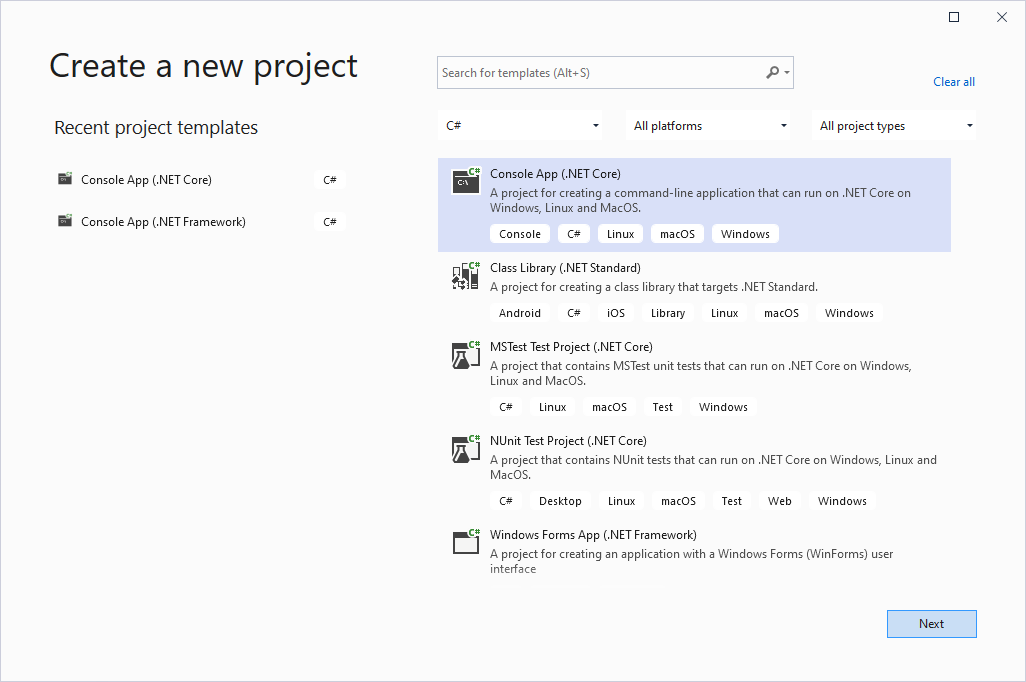 Create a new project
Search for templates (Alt+S)
Clear all
Recent project templates
C#
All platforms
All project types
Console App (.NET Core)
C#
Console App (.NET Framework)
C#
C#
C:\
Console App (.NET Core)
A project for creating a command-line application that can run on .NET Core on
Windows, Linux and MacOS.
Console
C#
Linux
macOS
Windows
C#
Class Library (.NET Standard)
A project for creating a class library that targets .NET Standard.
Android
C#
iOS
Library
Linux
macOS
Windows
C#
MSTest Test Project (.NET Core)
A project that contains MSTest unit tests that can run on .NET Core on Windows,
Linux and MacOS.
C#
Linux
macOS
Test
Windows
C#
NUnit Test Project (.NET Core)
A project that contains NUnit tests that can run on .NET Core on Windows, Linux and
MacOS.
C#
Desktop
Linux
macOS
Test
Web
Windows
C#
Windows Forms App (.NET Framework)
A project for creating an application with a Windows Forms (WinForms) user
interface
Next